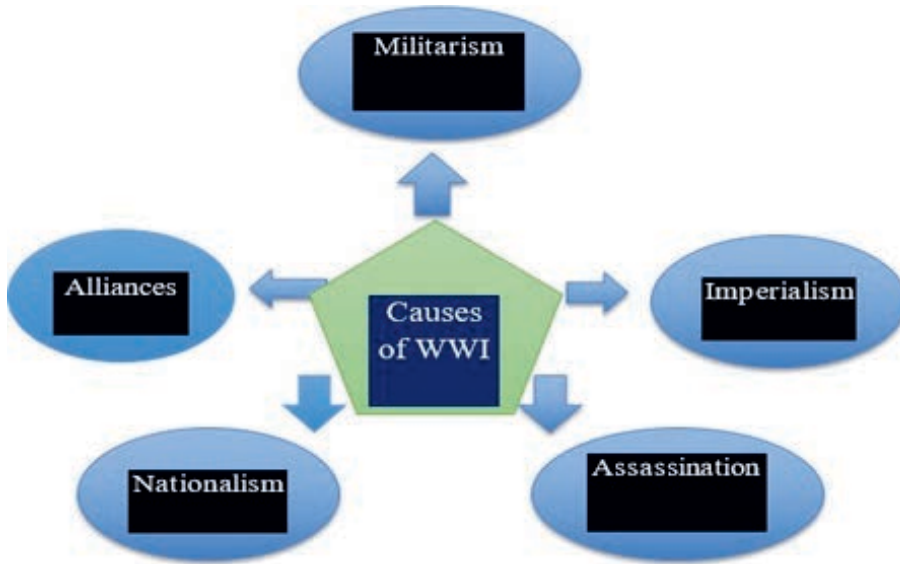 Militarism
Alliances
Imperialism
Causes
of WWI
Nationalism
Assassination